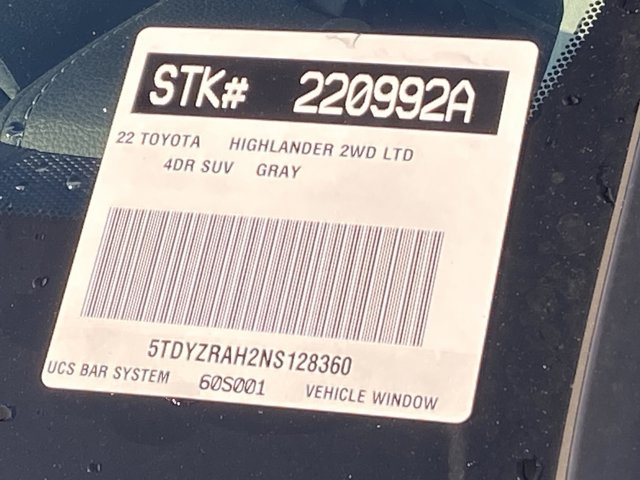 STK# 220992A
22 TOYOTA HIGHLANDER 2WD LTD
4DR SUV GRAY
5TDYZRAH2NS128360
UCS BAR SYSTEM 60S001 VEHICLE WINDOW